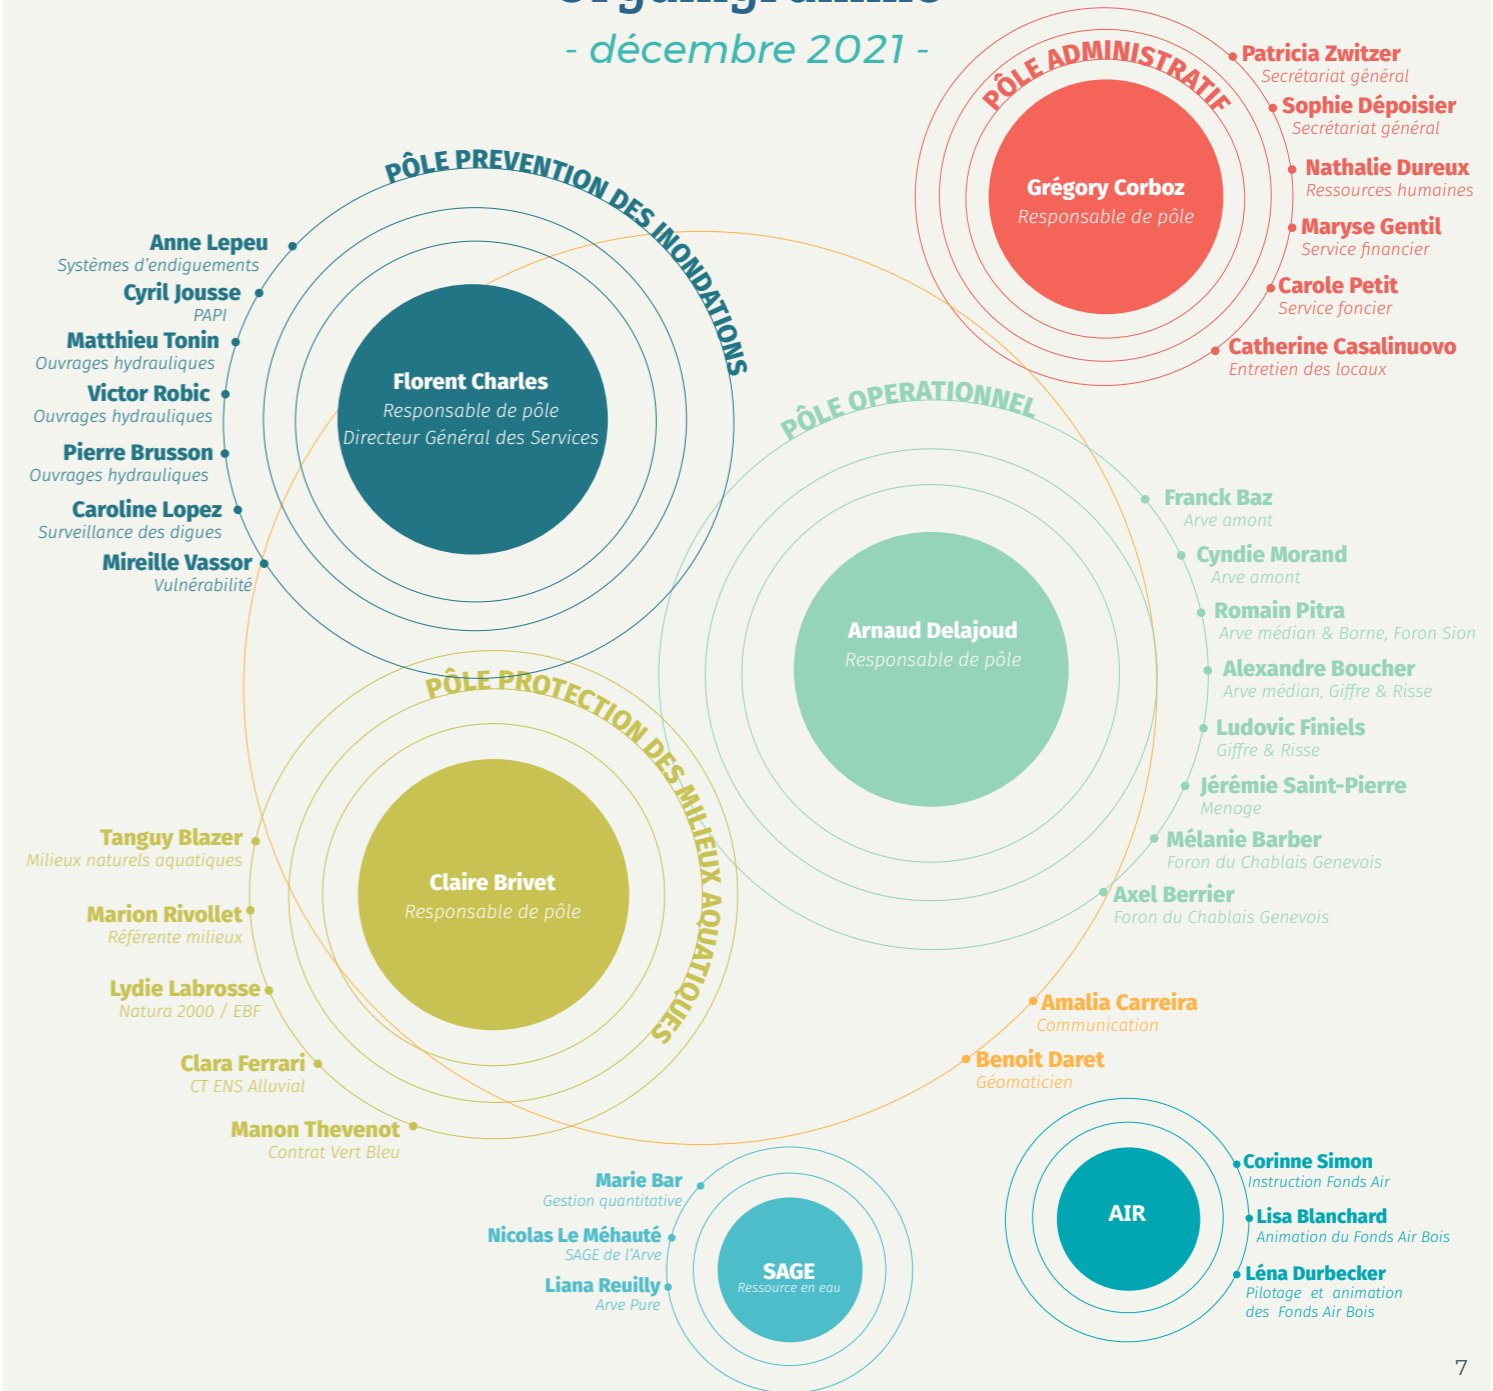 - décembre 2021 -
PÔLE ADMINISTRATIF
Grégory Corboz
Responsable de pôle
Patricia Zwitzer
Secrétariat général
Sophie Dépoisier
Secrétariat général
Nathalie Dureux
Ressources humaines
Maryse Gentil
Service financier
Carole Petit
Service foncier
Catherine Casalinuovo
Entretien des locaux
PÔLE PREVENTION DES INONDATIONS
Florent Charles
Responsable de pôle
Directeur Général des Services
Anne Lepeu
Systèmes d'endiguements
Cyril Jousse
PAPI
Matthieu Tonin
Ouvrages hydrauliques
Victor Robic
Ouvrages hydrauliques
Pierre Brusson
Ouvrages hydrauliques
Caroline Lopez
Surveillance des digues
Mireille Vassor
Vulnérabilité
PÔLE OPERATIONNEL
Arnaud Delajoud
Responsable de pôle
Franck Baz
Arve amont
Cyndie Morand
Arve amont
Romain Pitra
Arve médian & Borne, Foron Sion
Alexandre Boucher
Arve médian, Giffre & Risse
Ludovic Finiels
Giffre & Risse
Jérémie Saint-Pierre
Menoge
Mélanie Barber
Foron du Chablais Genevois
Axel Berrier
Foron du Chablais Genevois
PÔLE PROTECTION DES MILIEUX AQUATIQUES
Claire Brivet
Responsable de pôle
Tanguy Blazer
Milieux naturels aquatiques
Marion Rivollet
Référente milieux
Lydie Labrosse
Natura 2000 / EBF
Clara Ferrari
CT ENS Alluvial
Manon Thevenot
Contrat Vert Bleu
Amalia Carreira
Communication
Benoit Daret
Géomaticien
Marie Bar
Gestion quantitative
Nicolas Le Méhauté
SAGE de l'Arve
Liana Reuilly
Arve Pure
SAGE
Ressource en eau
AIR
Corinne Simon
Instruction Fonds Air
Lisa Blanchard
Animation du Fonds Air Bois
Léna Durbecker
Pilotage et animation
des Fonds Air Bois
7